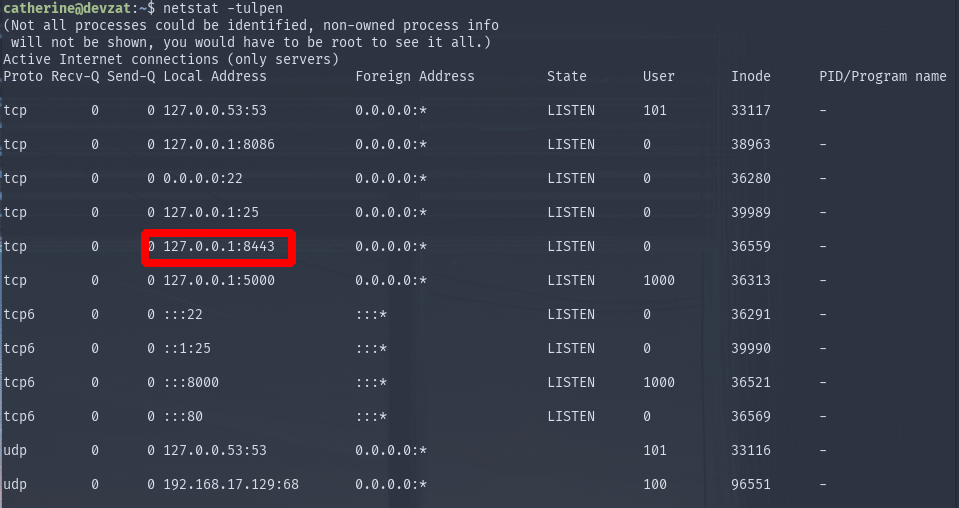 catherine@devzat:~$ netstat -tulpen
(Not all processes could be identified, non-owned process info
 will not be shown, you would have to be root to see it all.)
Active Internet connections (only servers)
Proto Recv-Q Send-Q Local Address           Foreign Address         State       User       Inode      PID/Program name
tcp        0      0 127.0.0.53:53           0.0.0.0:*               LISTEN      101        33117      -
tcp        0      0 127.0.0.1:8086          0.0.0.0:*               LISTEN      0          38963      -
tcp        0      0 0.0.0.0:22              0.0.0.0:*               LISTEN      0          36280      -
tcp        0      0 127.0.0.1:25            0.0.0.0:*               LISTEN      0          39989      -
tcp        0      0 127.0.0.1:8443          0.0.0.0:*               LISTEN      0          36559      -
tcp        0      0 127.0.0.1:5000          0.0.0.0:*               LISTEN      1000       36313      -
tcp6       0      0 :::22                   :::*                    LISTEN      0          36291      -
tcp6       0      0 ::1:25                  :::*                    LISTEN      0          39990      -
tcp6       0      0 :::8000                 :::*                    LISTEN      1000       36521      -
tcp6       0      0 :::80                   :::*                    LISTEN      0          36569      -
udp        0      0 127.0.0.53:53           0.0.0.0:*                           101        33116      -
udp        0      0 192.168.17.129:68       0.0.0.0:*                           100        96551      -